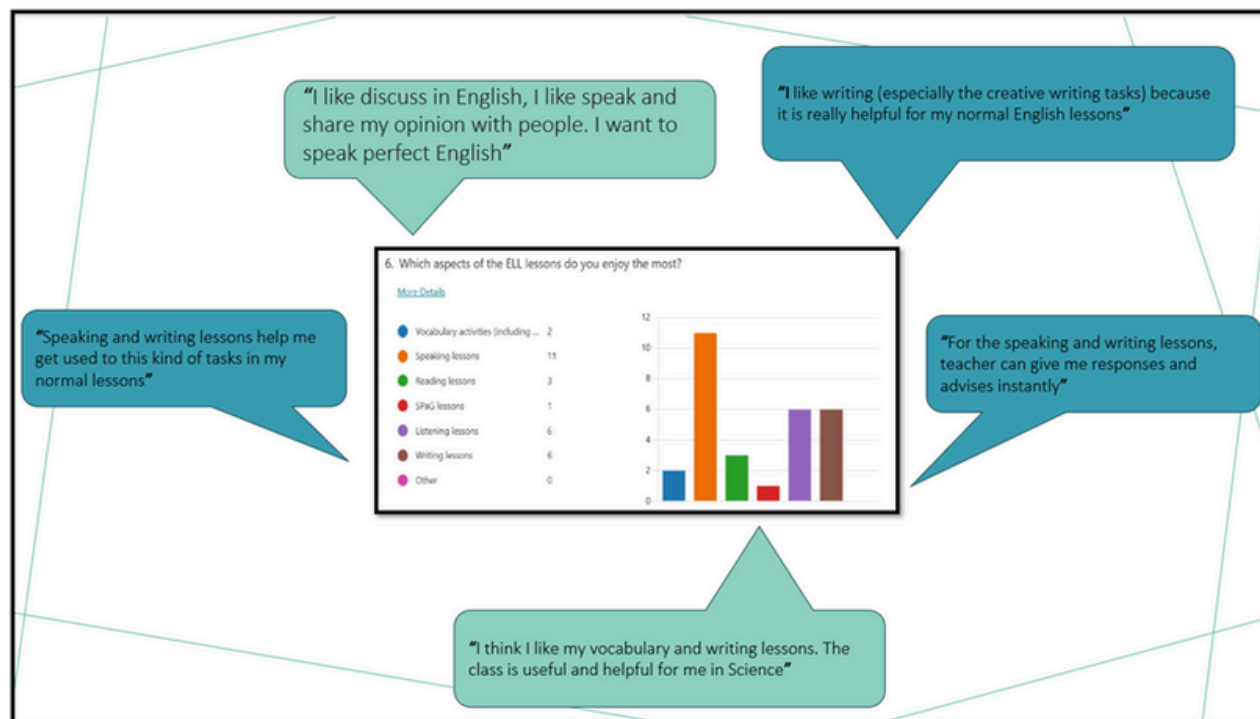 "I like discuss in English, I like speak and
share my opinion with people. I want to
speak perfect English"
"I like writing (especially the creative writing tasks) because
it is really helpful for my normal English lessons"
"Speaking and writing lessons help me
get used to this kind of tasks in my
normal lessons"
6. Which aspects of the ELL lessons do you enjoy the most?
More Details
Vocabulary activities (including ... 2
Speaking lessons 11
Reading lessons 3
SPaG lessons 1
Listening lessons 6
Writing lessons 6
Other 0
12
10
8
6
4
2
0
"For the speaking and writing lessons,
teacher can give me responses and
advises instantly"
"I think I like my vocabulary and writing lessons. The
class is useful and helpful for me in Science"